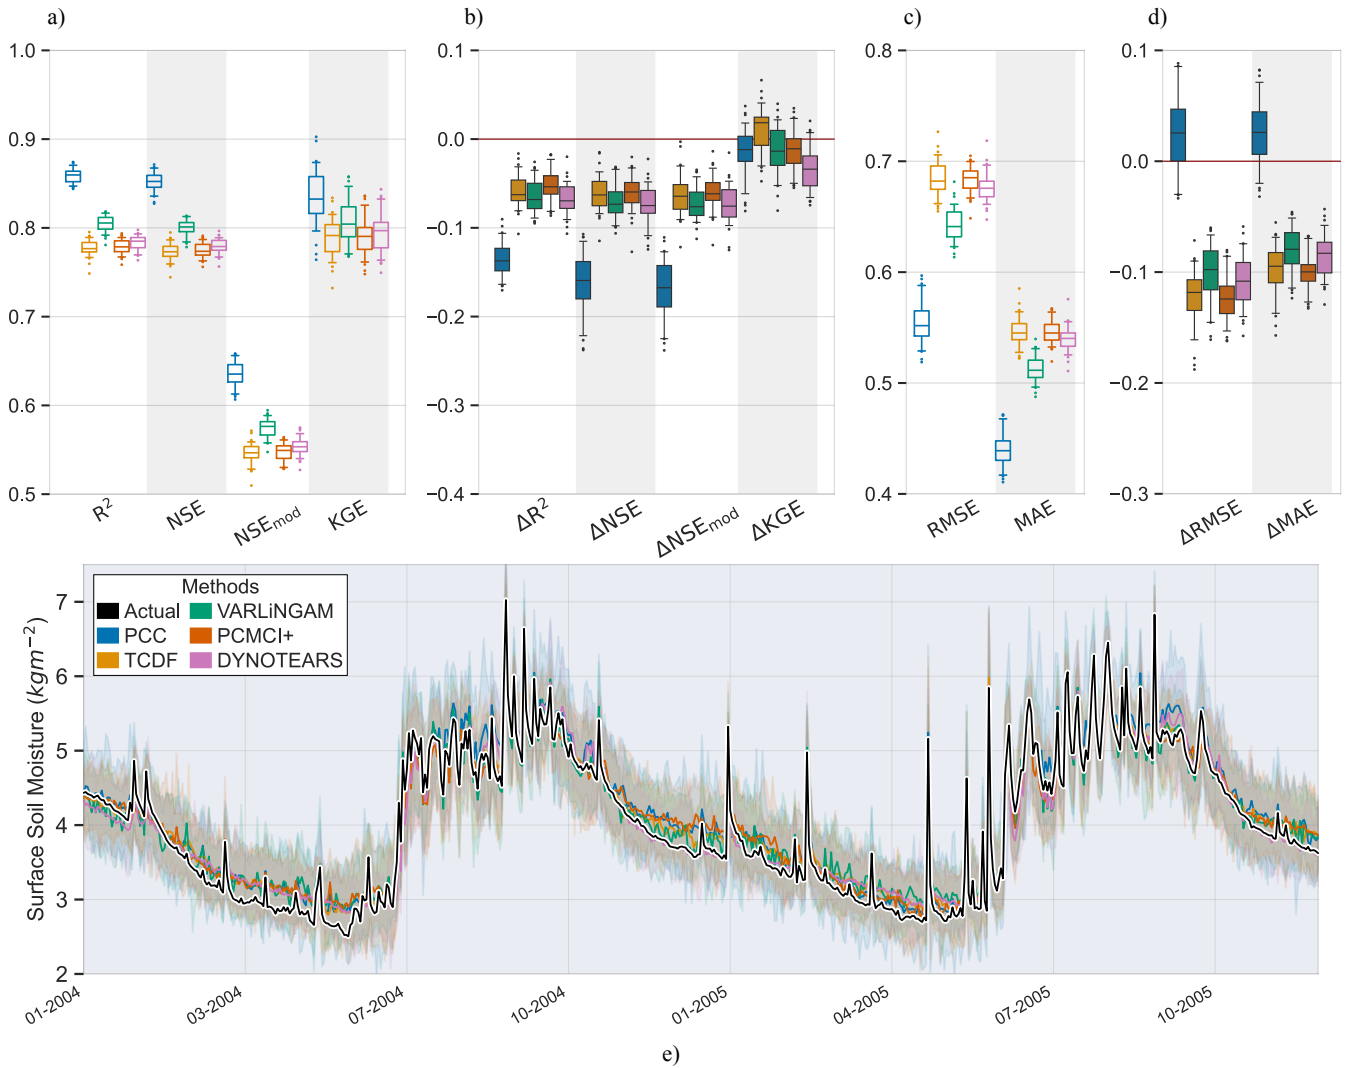 a) b) c) d)
1.0 0.1 0.8 0.1
0.9 0.0 0.7 0.0
0.8 −0.1
0.7 −0.2 0.6 −0.1
0.6 −0.3 0.5 −0.2
0.5 −0.4 0.4 −0.3
R² NSE NSE_mod KGE
ΔR² ΔNSE ΔNSE_mod ΔKGE
RMSE MAE
ΔRMSE ΔMAE
Methods
Actual VARLiNGAM
PCC PCMCI+
TCDF DYNOTEARS
Surface Soil Moisture (kgm⁻²)
7
6
5
4
3
2
01-2004 03-2004 07-2004 10-2004 01-2005 04-2005 07-2005 10-2005
e)